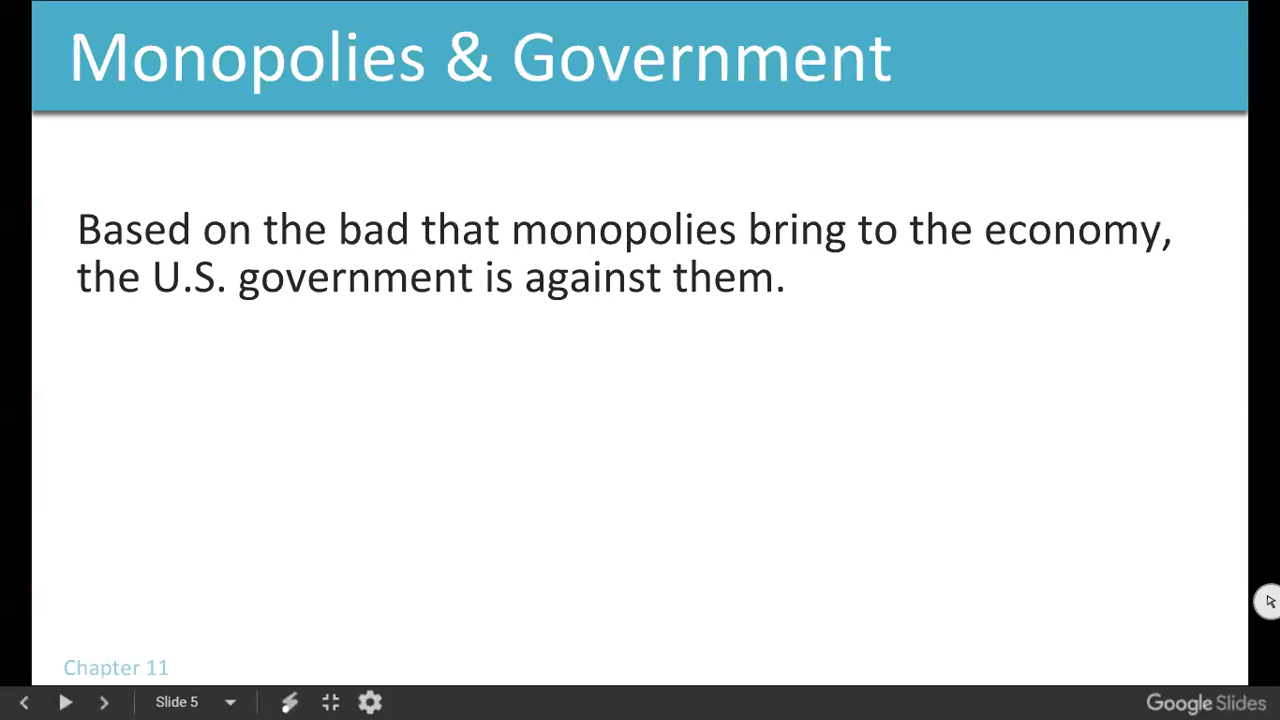 Monopolies & Government
Based on the bad that monopolies bring to the economy,
the U.S. government is against them.
Chapter 11
Slide 5
Google Slides